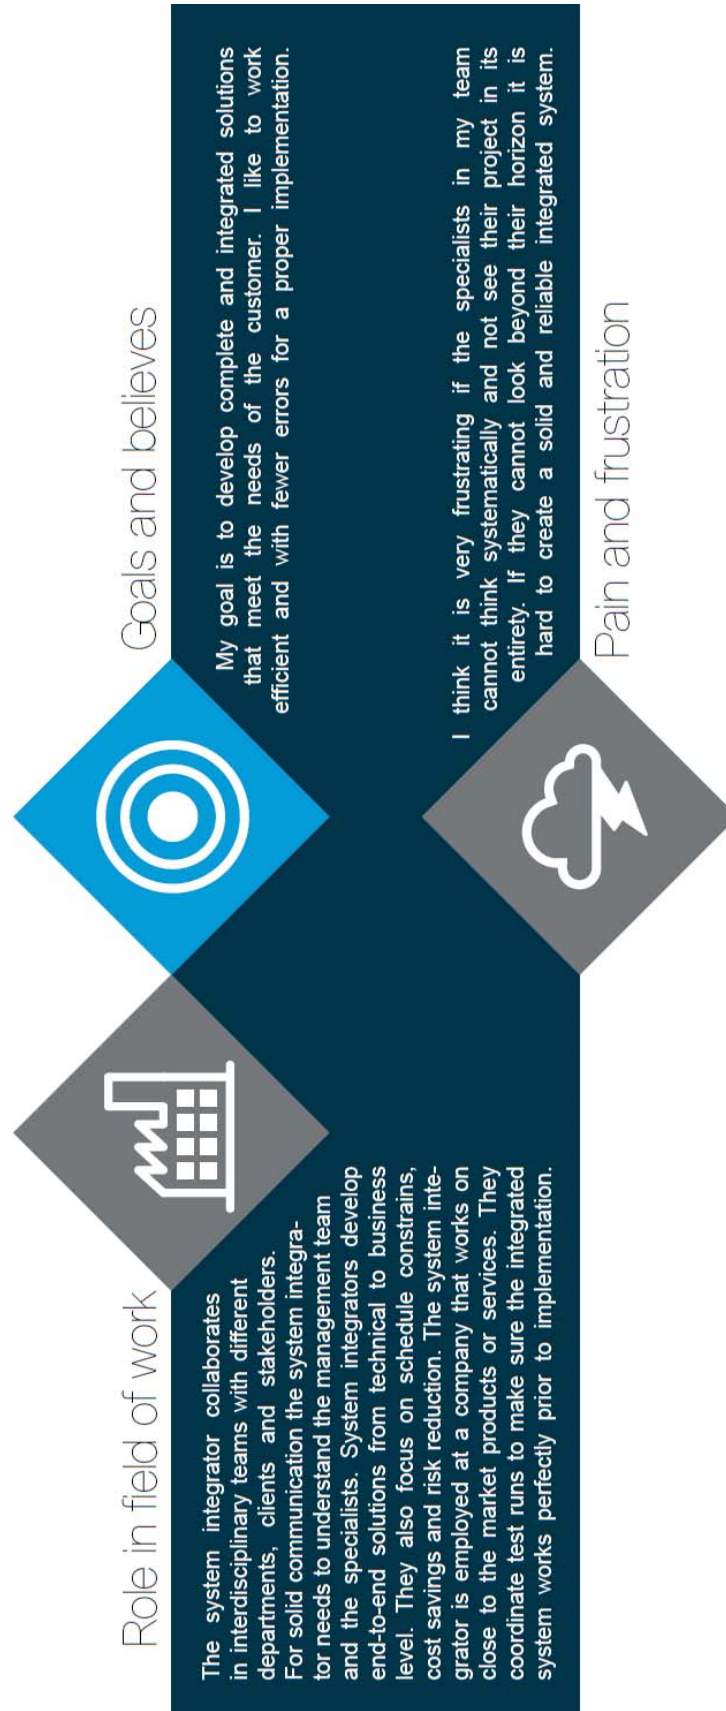 Role in field of work
The system integrator collaborates
in interdisciplinary teams with different
departments, clients and stakeholders.
For solid communication the system integra-
tor needs to understand the management team
and the specialists. System integrators develop
end-to-end solutions from technical to business
level. They also focus on schedule constrains,
cost savings and risk reduction. The system inte-
grator is employed at a company that works on
close to the market products or services. They
coordinate test runs to make sure the integrated
system works perfectly prior to implementation.
Goals and believes
My goal is to develop complete and integrated solutions
that meet the needs of the customer. I like to work
efficient and with fewer errors for a proper implementation.
I think it is very frustrating if the specialists in my team
cannot think systematically and not see their project in its
entirety. If they cannot look beyond their horizon it is
hard to create a solid and reliable integrated system.
Pain and frustration